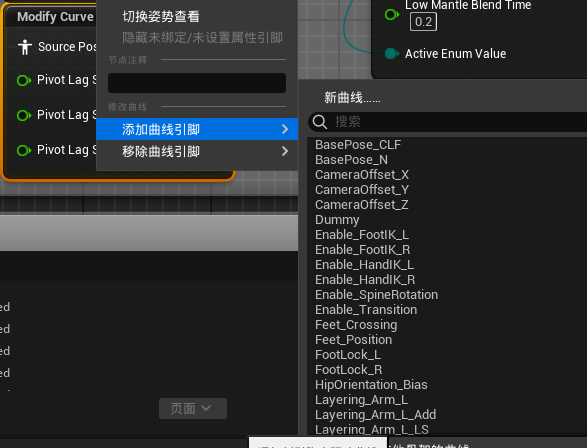 Modify Curve
Source Pos
Pivot Lag S
Pivot Lag S
Pivot Lag S
切换姿势查看
隐藏未绑定/未设置属性引脚
节点注释
修改曲线
添加曲线引脚
移除曲线引脚
Low Mantle Blend Time
0.2
Active Enum Value
新曲线......
搜索
BasePose_CLF
BasePose_N
CameraOffset_X
CameraOffset_Y
CameraOffset_Z
Dummy
Enable_FootIK_L
Enable_FootIK_R
Enable_HandIK_L
Enable_HandIK_R
Enable_SpineRotation
Enable_Transition
Feet_Crossing
Feet_Position
FootLock_L
FootLock_R
HipOrientation_Bias
Layering_Arm_L
Layering_Arm_L_Add
Layering_Arm_L_LS
ed
ed
ed
ed
页面